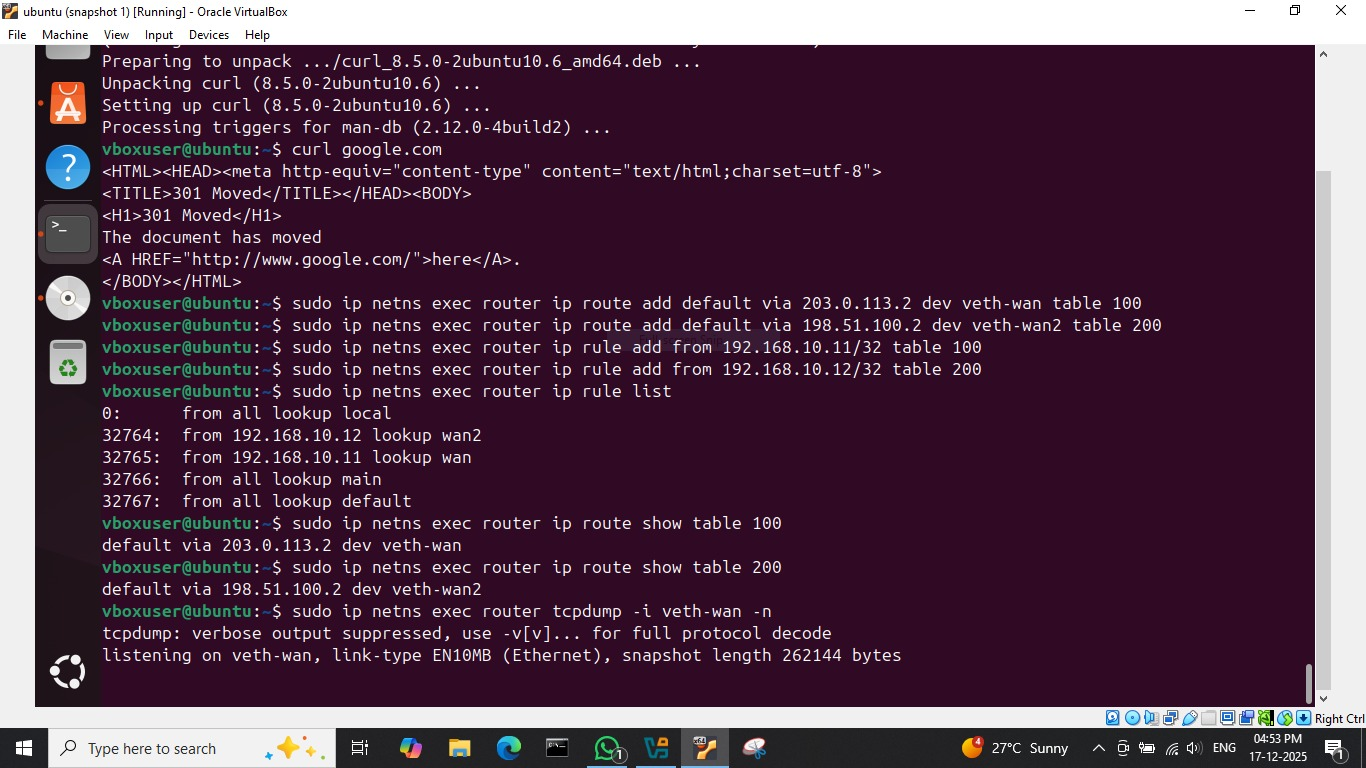 ubuntu (snapshot 1) [Running] - Oracle VirtualBox
File Machine View Input Devices Help
Preparing to unpack .../curl_8.5.0-2ubuntu10.6_amd64.deb ...
Unpacking curl (8.5.0-2ubuntu10.6) ...
Setting up curl (8.5.0-2ubuntu10.6) ...
Processing triggers for man-db (2.12.0-4build2) ...
vboxuser@ubuntu:~$ curl google.com
<HTML><HEAD><meta http-equiv="content-type" content="text/html;charset=utf-8">
<TITLE>301 Moved</TITLE></HEAD><BODY>
<H1>301 Moved</H1>
The document has moved
<A HREF="http://www.google.com/">here</A>.
</BODY></HTML>
vboxuser@ubuntu:~$ sudo ip netns exec router ip route add default via 203.0.113.2 dev veth-wan table 100
vboxuser@ubuntu:~$ sudo ip netns exec router ip route add default via 198.51.100.2 dev veth-wan2 table 200
vboxuser@ubuntu:~$ sudo ip netns exec router ip rule add from 192.168.10.11/32 table 100
vboxuser@ubuntu:~$ sudo ip netns exec router ip rule add from 192.168.10.12/32 table 200
vboxuser@ubuntu:~$ sudo ip netns exec router ip rule list
0: from all lookup local
32764: from 192.168.10.12 lookup wan2
32765: from 192.168.10.11 lookup wan
32766: from all lookup main
32767: from all lookup default
vboxuser@ubuntu:~$ sudo ip netns exec router ip route show table 100
default via 203.0.113.2 dev veth-wan
vboxuser@ubuntu:~$ sudo ip netns exec router ip route show table 200
default via 198.51.100.2 dev veth-wan2
vboxuser@ubuntu:~$ sudo ip netns exec router tcpdump -i veth-wan -n
tcpdump: verbose output suppressed, use -v[v]... for full protocol decode
listening on veth-wan, link-type EN10MB (Ethernet), snapshot length 262144 bytes
Right Ctrl
Type here to search
1
4
27°C Sunny
ENG
04:53 PM
17-12-2025
1